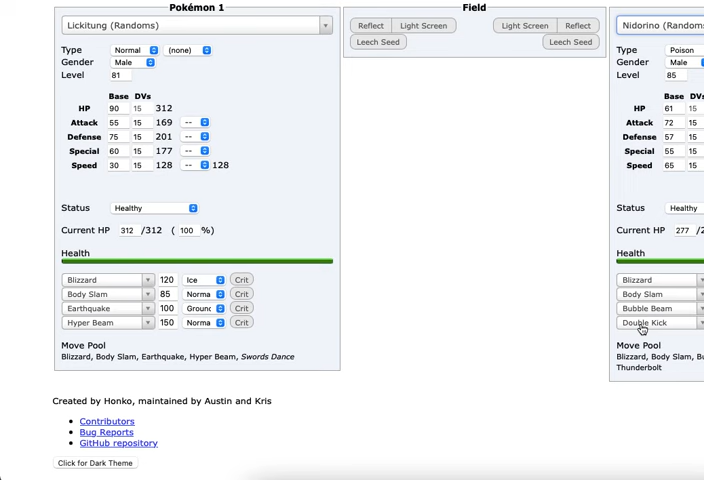 Pokémon 1
Lickitung (Randoms)
Type Normal (none)
Gender Male
Level 81
Base DVs
HP 90 15 312
Attack 55 15 169 --
Defense 75 15 201 --
Special 60 15 177 --
Speed 30 15 128 -- 128
Status Healthy
Current HP 312 /312 ( 100 %)
Health
Blizzard 120 Ice Crit
Body Slam 85 Norma Crit
Earthquake 100 Grounc Crit
Hyper Beam 150 Norma Crit
Move Pool
Blizzard, Body Slam, Earthquake, Hyper Beam, Swords Dance
Field
Reflect Light Screen Light Screen Reflect
Leech Seed Leech Seed
Nidorino (Random
Type Poison
Gender Male
Level 85
Base DVs
HP 61 15
Attack 72 15
Defense 57 15
Special 55 15
Speed 65 15
Status Healthy
Current HP 277 /2
Health
Blizzard
Body Slam
Bubble Beam
Double Kick
Move Pool
Blizzard, Body Slam, Bu
Thunderbolt
Created by Honko, maintained by Austin and Kris
Contributors
Bug Reports
GitHub repository
Click for Dark Theme